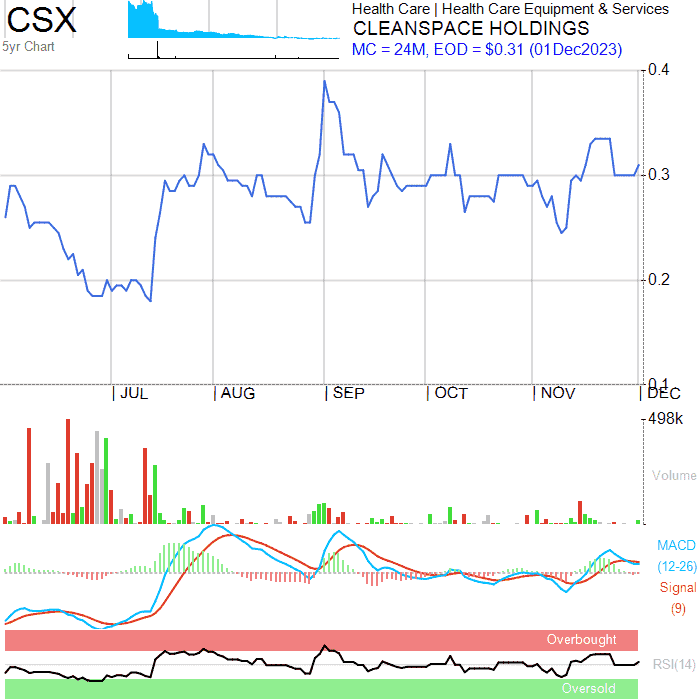 CSX
Health Care | Health Care Equipment & Services
CLEANSPACE HOLDINGS
5yr Chart
MC = 24M, EOD = $0.31 (01Dec2023)
0.4
0.3
0.2
0.1
JUL AUG SEP OCT NOV DEC
498k
Volume
MACD
(12-26)
Signal
(9)
Overbought
RSI(14)
Oversold